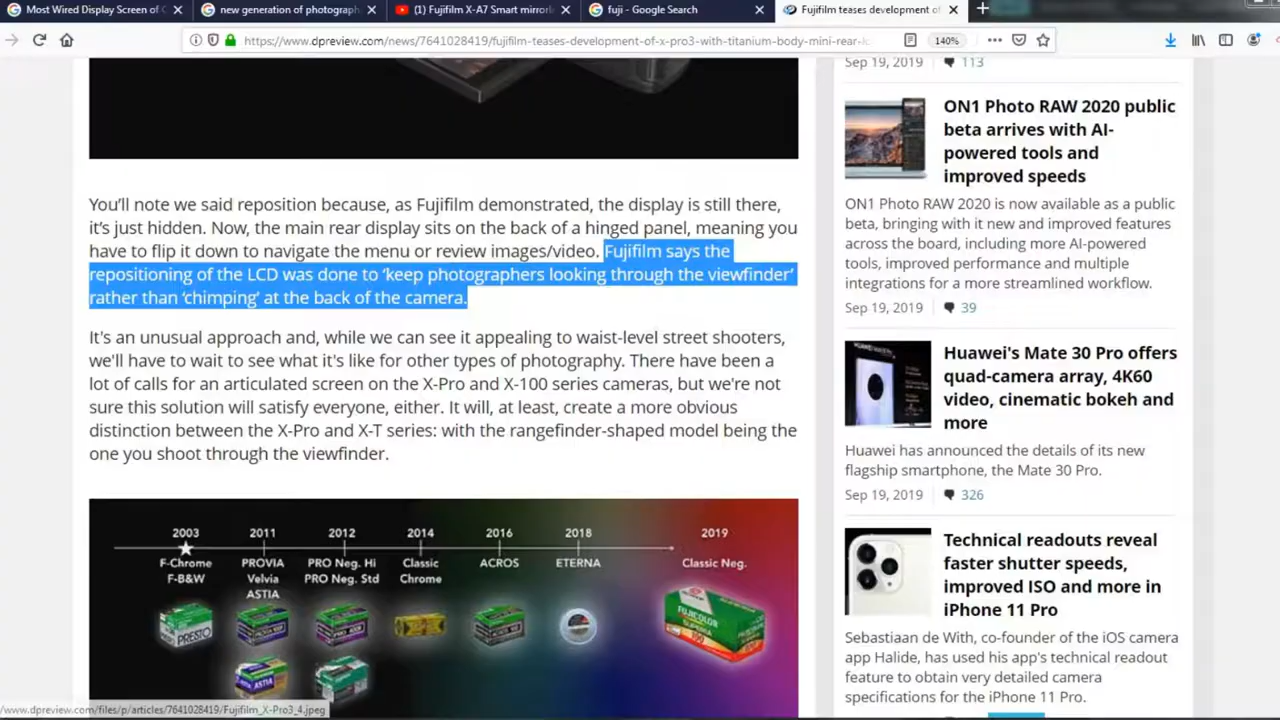 Most Wired Display Screen of C
new generation of photograph
(1) Fujifilm X-A7 Smart mirrorl
fuji - Google Search
Fujifilm teases development of
https://www.dpreview.com/news/7641028419/fujifilm-teases-development-of-x-pro3-with-titanium-body-mini-rear-lc
140%
You'll note we said reposition because, as Fujifilm demonstrated, the display is still there,
it's just hidden. Now, the main rear display sits on the back of a hinged panel, meaning you
have to flip it down to navigate the menu or review images/video. Fujifilm says the
repositioning of the LCD was done to ‘keep photographers looking through the viewfinder’
rather than ‘chimping’ at the back of the camera.
It's an unusual approach and, while we can see it appealing to waist-level street shooters,
we'll have to wait to see what it's like for other types of photography. There have been a
lot of calls for an articulated screen on the X-Pro and X-100 series cameras, but we're not
sure this solution will satisfy everyone, either. It will, at least, create a more obvious
distinction between the X-Pro and X-T series: with the rangefinder-shaped model being the
one you shoot through the viewfinder.
2003 2011 2012 2014 2016 2018 2019
F-Chrome PROVIA PRO Neg. Hi Classic ACROS ETERNA Classic Neg.
F-B&W Velvia PRO Neg. Std Chrome
ASTIA
PRESTO
ASTIA
FUJICOLOR
SUPERIA
100
www.dpreview.com/files/p/articles/7641028419/Fujifilm_X-Pro3_4.jpeg
Sep 19, 2019 113
ON1 Photo RAW 2020 public
beta arrives with AI-
powered tools and
improved speeds
ON1 Photo RAW 2020 is now available as a public
beta, bringing with it new and improved features
across the board, including more AI-powered
tools, improved performance and multiple
integrations for a more streamlined workflow.
Sep 19, 2019 39
Huawei's Mate 30 Pro offers
quad-camera array, 4K60
video, cinematic bokeh and
more
Huawei has announced the details of its new
flagship smartphone, the Mate 30 Pro.
Sep 19, 2019 326
Technical readouts reveal
faster shutter speeds,
improved ISO and more in
iPhone 11 Pro
Sebastiaan de With, co-founder of the iOS camera
app Halide, has used his app's technical readout
feature to obtain very detailed camera
specifications for the iPhone 11 Pro.